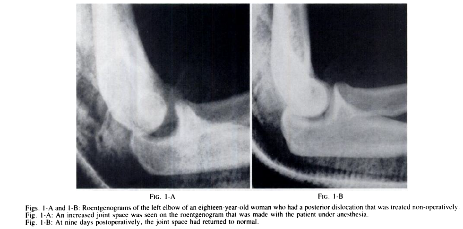 FIG. 1-A
FIG. 1-B
Figs. 1-A and 1-B: Roentgenograms of the left elbow of an eighteen-year-old woman who had a posterior dislocation that was treated non-operatively.
Fig. 1-A: An increased joint space was seen on the roentgenogram that was made with the patient under anesthesia.
Fig. 1-B: At nine days postoperatively, the joint space had returned to normal.